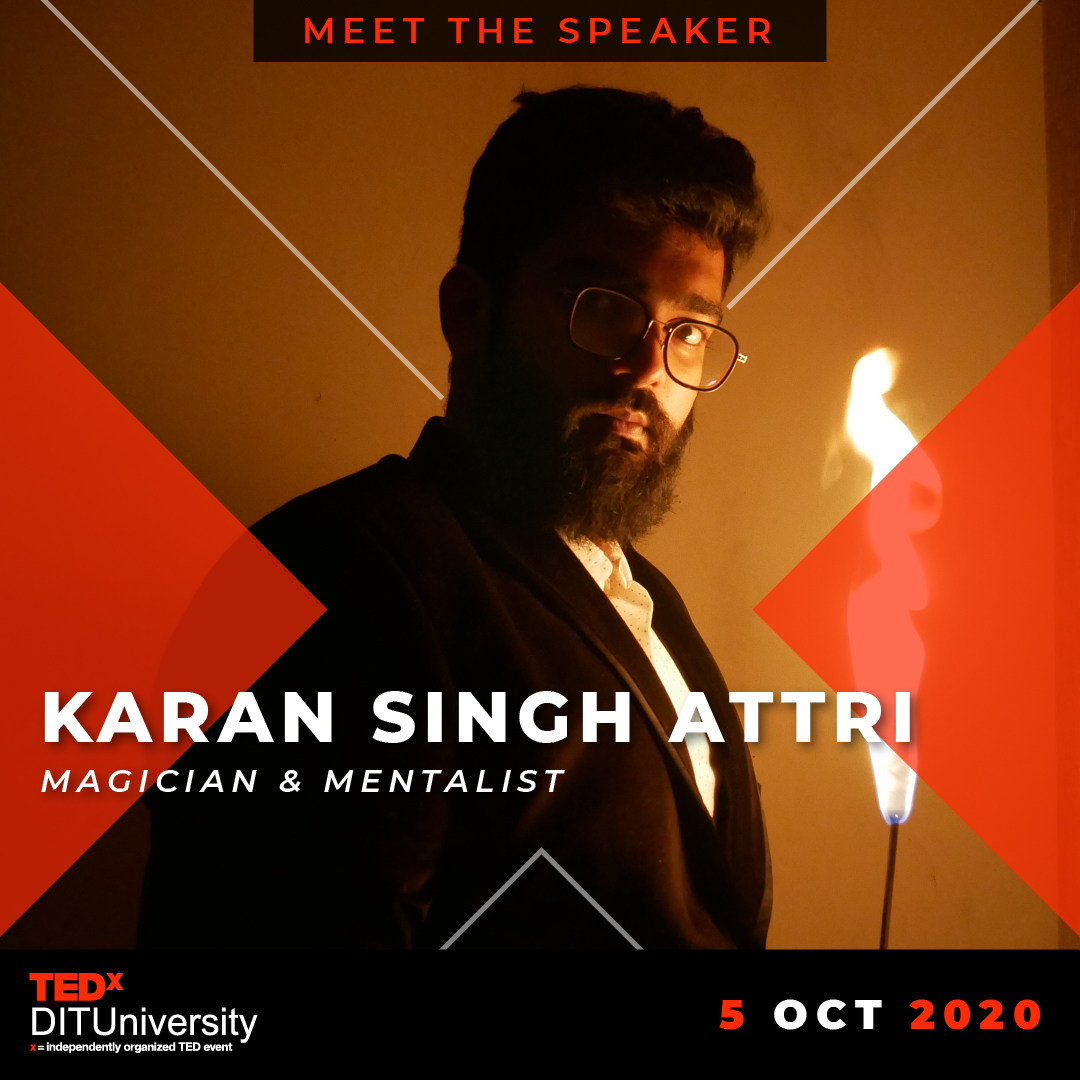 MEET THE SPEAKER
KARAN SINGH ATTRI
MAGICIAN & MENTALIST
TEDx
DITUniversity
x = independently organized TED event
5 OCT 2020